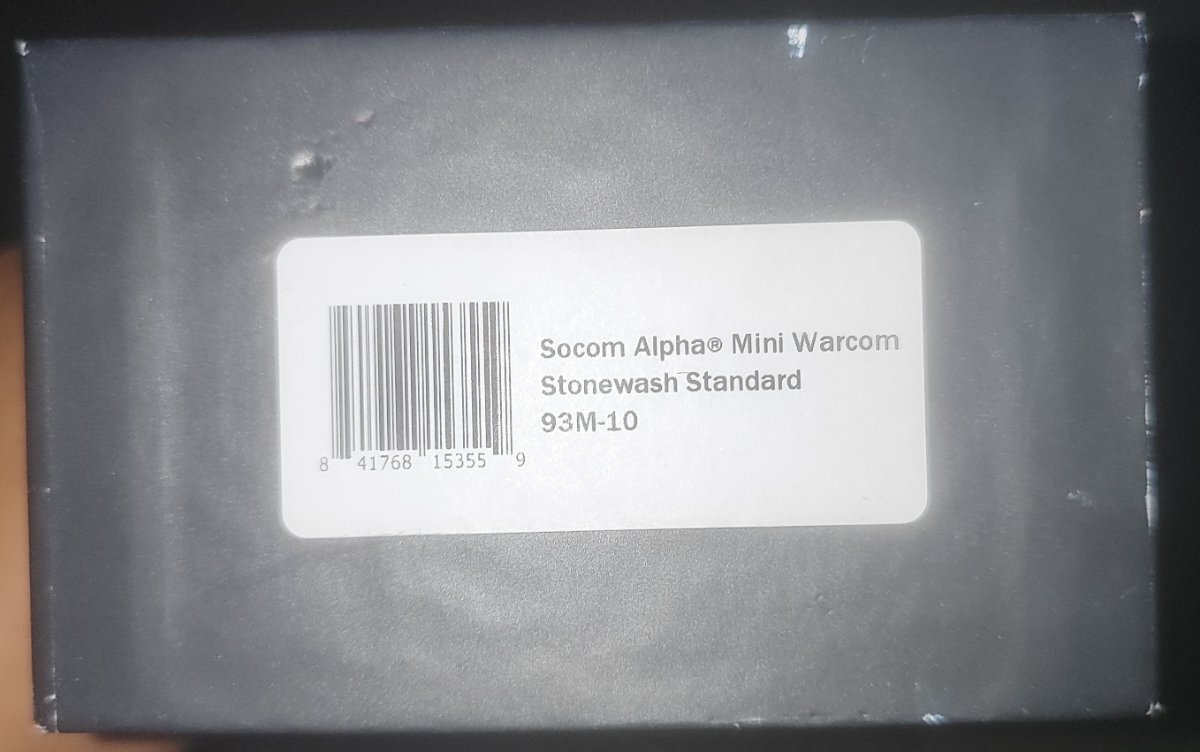 Socom Alpha® Mini Warcom
Stonewash Standard
93M-10
8 41768 15355 9